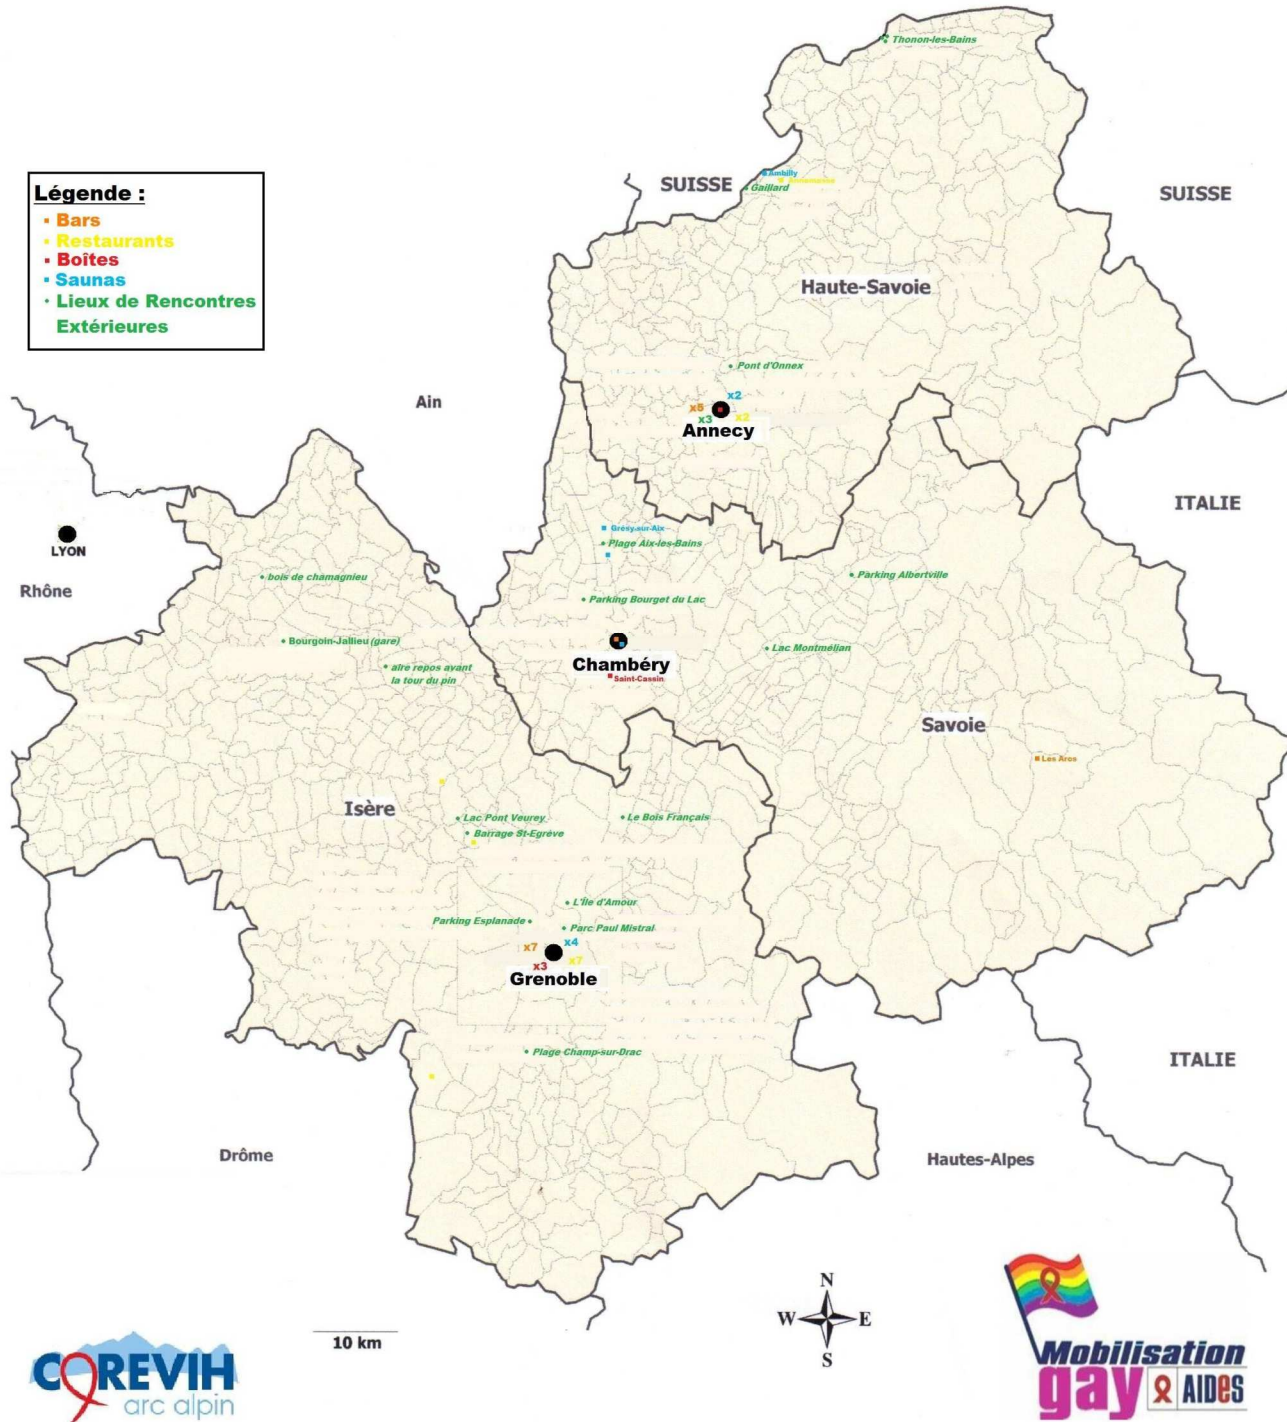 Thonon-les-Bains
Légende :
Bars
Restaurants
Boîtes
Saunas
Lieux de Rencontres
Extérieures
SUISSE
Ambilly
Annemasse
Gaillard
SUISSE
Haute-Savoie
Pont d'Onnex
Ain
x2
x5
x3
x2
Annecy
ITALIE
LYON
Grésy-sur-Aix
Plage Aix-les-Bains
bois de chamagnieu
Parking Albertville
Rhône
Parking Bourget du Lac
Bourgoin-Jallieu (gare)
Lac Montmélian
aire repos avant
la tour du pin
Chambéry
Saint-Cassin
Savoie
Les Arcs
Isère
Lac Pont Veurey
Le Bois Français
Barrage St-Egrève
L'Île d'Amour
Parking Esplanade
Parc Paul Mistral
x7
x4
x3
x7
Grenoble
Plage Champ-sur-Drac
ITALIE
Drôme
Hautes-Alpes
N
W
E
S
10 km
COREVIH
arc alpin
Mobilisation
gay
AIDeS